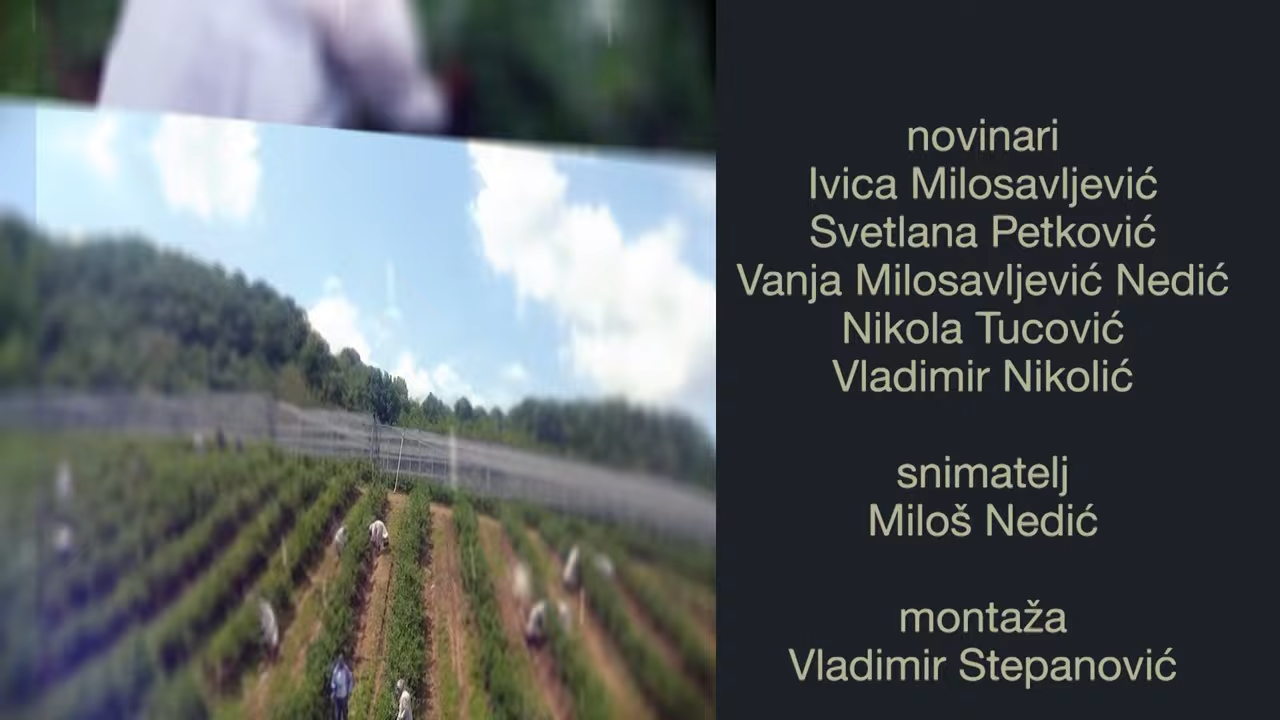 novinari
Ivica Milosavljević
Svetlana Petković
Vanja Milosavljević Nedić
Nikola Tucović
Vladimir Nikolić
snimatelj
Miloš Nedić
montaža
Vladimir Stepanović